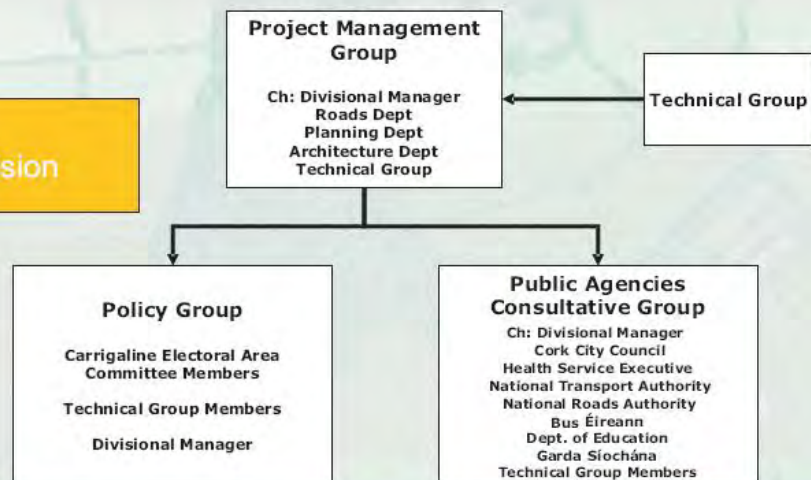 Project Management
Group
Ch: Divisional Manager
Roads Dept
Planning Dept
Architecture Dept
Technical Group
Technical Group
sion
Policy Group
Carrigaline Electoral Area
Committee Members
Technical Group Members
Divisional Manager
Public Agencies
Consultative Group
Ch: Divisional Manager
Cork City Council
Health Service Executive
National Transport Authority
National Roads Authority
Bus Éireann
Dept. of Education
Garda Síochána
Technical Group Members